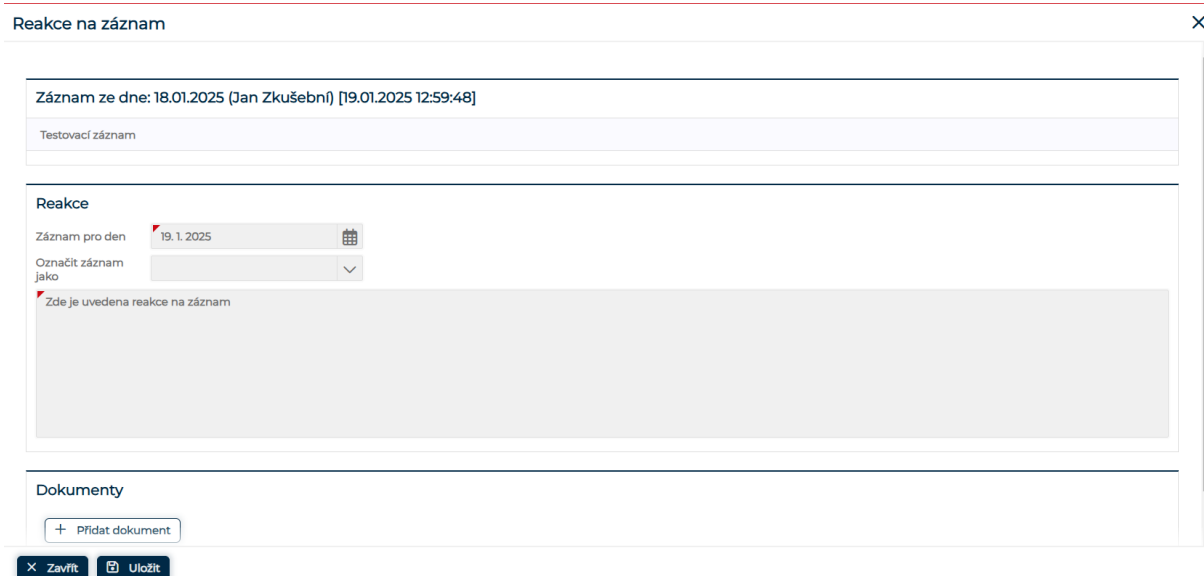 Reakce na záznam
Záznam ze dne: 18.01.2025 (Jan Zkušební) [19.01.2025 12:59:48]
Testovací záznam
Reakce
Záznam pro den
19. 1. 2025
Označit záznam
jako
Zde je uvedena reakce na záznam
Dokumenty
+ Přidat dokument
Zavřít
Uložit